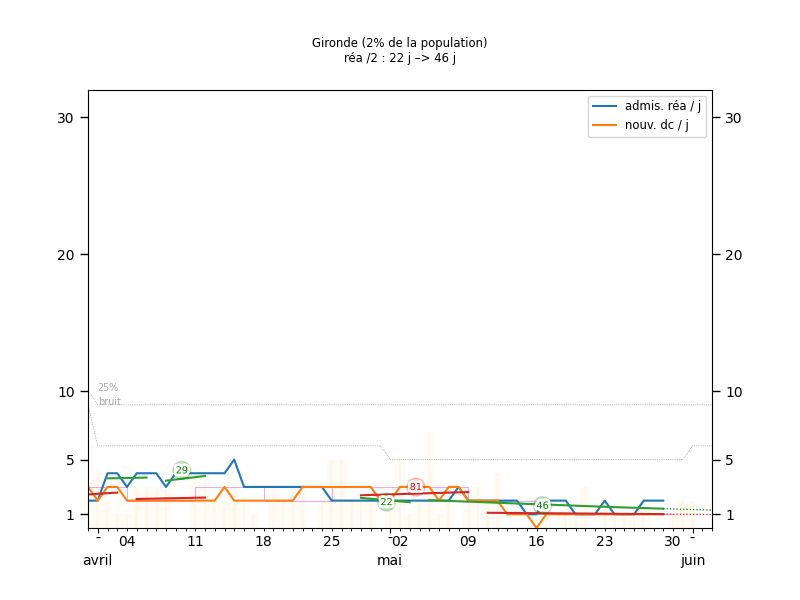 Gironde (2% de la population)
réa /2 : 22 j –> 46 j
admis. réa / j
nouv. dc / j
30
30
20
20
10
10
25%
bruit
5
5
29
81
22
46
1
1
- 04 11 18 25 -02 09 16 23 30 -
avril mai juin